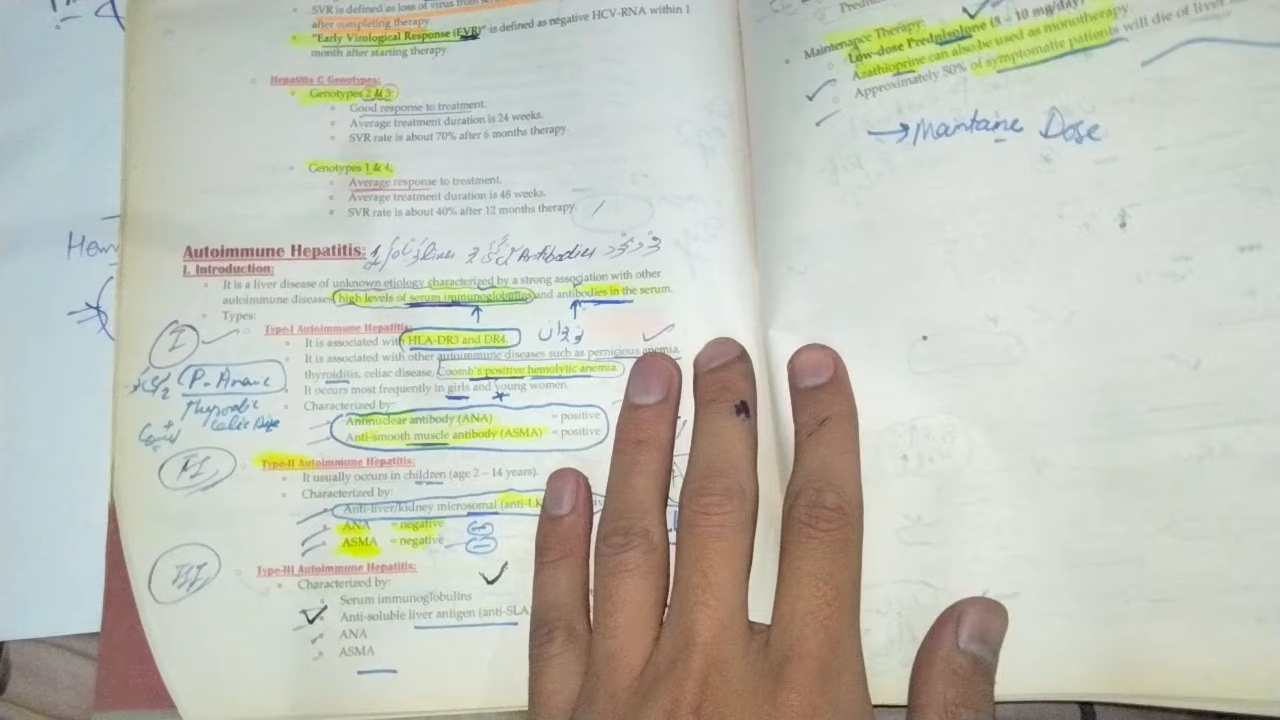 SVR is defined as loss of virus from
after completing therapy.
"Early Virological Response (EVR)" is defined as negative HCV-RNA within 1
month after starting therapy.
Hepatitis C Genotypes:
Genotypes 2 & 3:
Good response to treatment.
Average treatment duration is 24 weeks.
SVR rate is about 70% after 6 months therapy.
Genotypes 1 & 4:
Average response to treatment.
Average treatment duration is 48 weeks.
SVR rate is about 40% after 12 months therapy.
Autoimmune Hepatitis: Antibodies
I. Introduction:
It is a liver disease of unknown etiology characterized by a strong association with other
autoimmune diseases high levels of serum immunoglobulins and antibodies in the serum.
Types:
I
Type-I Autoimmune Hepatitis:
It is associated with HLA-DR3 and DR4.
It is associated with other autoimmune diseases such as pernicious anemia,
thyroiditis, celiac disease, Coomb's positive hemolytic anemia.
It occurs most frequently in girls and young women.
Characterized by:
Antinuclear antibody (ANA) = positive
Anti-smooth muscle antibody (ASMA) = positive
II
Type-II Autoimmune Hepatitis:
It usually occurs in children (age 2 – 14 years).
Characterized by:
Anti-liver/kidney microsomal (anti-LK
ANA = negative
ASMA = negative
III
Type-III Autoimmune Hepatitis:
Characterized by:
Serum immunoglobulins
Anti-soluble liver antigen (anti-SLA
ANA
ASMA
Maintenance Therapy:
Low-dose Prednisolone (8 – 10 mg/day)
Azathioprine can also be used as monotherapy.
Approximately 50% of symptomatic patients will die of liver
→ Mantane Dose